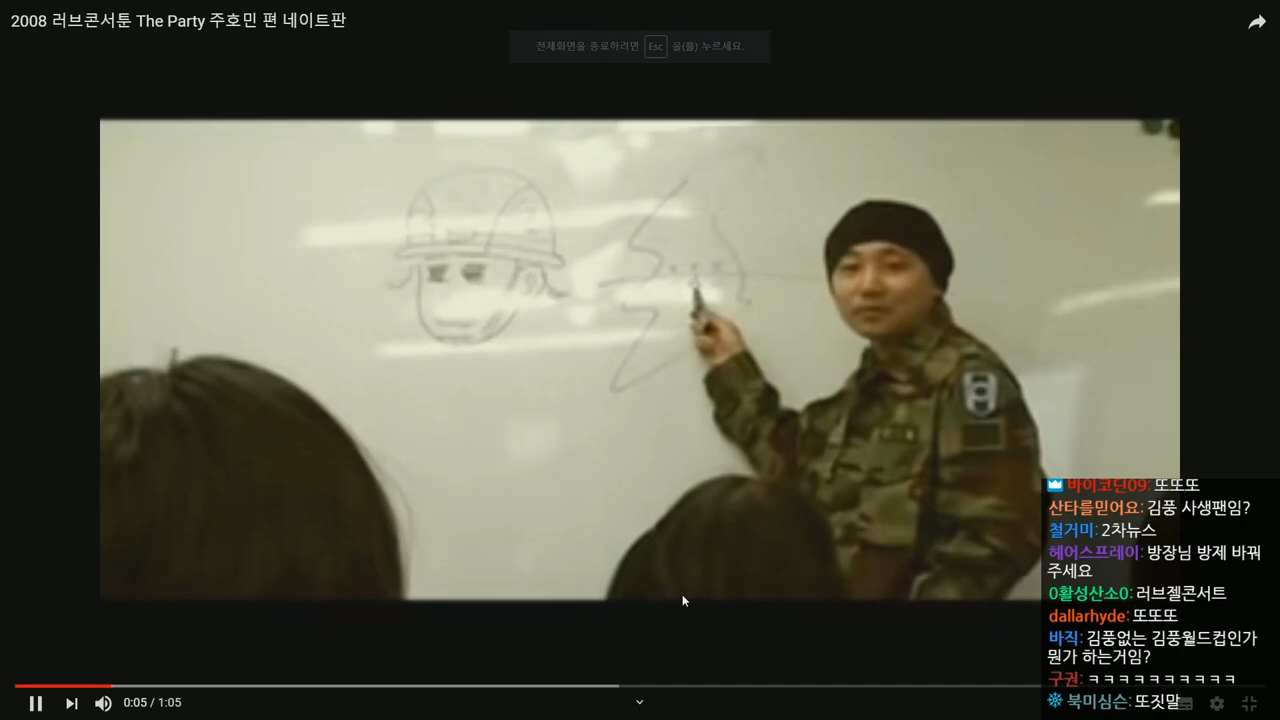 2008 러브콘서툰 The Party 주호민 편 네이트판
전체화면을 종료하려면 Esc 을(를) 누르세요.
바이코딘09: 또또또
산타를믿어요: 김풍 사생팬임?
철거미: 2차뉴스
헤어스프레이: 방장님 방제 바꿔
주세요
0활성산소0: 러브젤콘서트
dallarhyde: 또또또
바직: 김풍없는 김풍월드컵인가
뭔가 하는거임?
구권: ㅋㅋㅋㅋㅋㅋㅋㅋㅋㅋ
북미심슨: 또짓말
0:05 / 1:05